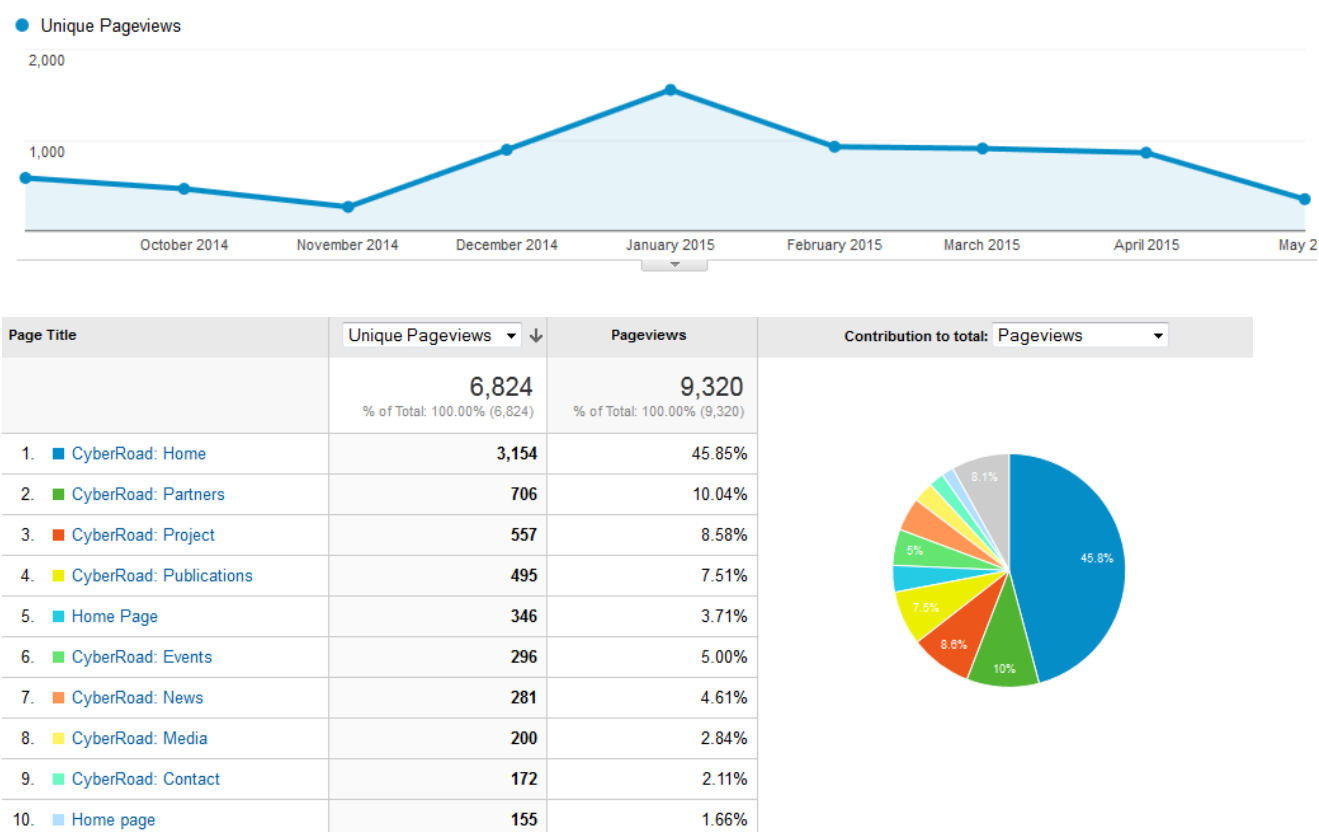 Unique Pageviews
2,000
1,000
October 2014 November 2014 December 2014 January 2015 February 2015 March 2015 April 2015 May 2
Page Title Unique Pageviews Pageviews Contribution to total: Pageviews
6,824 9,320
% of Total: 100.00% (6,824) % of Total: 100.00% (9,320)
1. CyberRoad: Home 3,154 45.85%
2. CyberRoad: Partners 706 10.04%
3. CyberRoad: Project 557 8.58%
4. CyberRoad: Publications 495 7.51%
5. Home Page 346 3.71%
6. CyberRoad: Events 296 5.00%
7. CyberRoad: News 281 4.61%
8. CyberRoad: Media 200 2.84%
9. CyberRoad: Contact 172 2.11%
10. Home page 155 1.66%
8.1%
45.8%
5%
7.5%
8.6%
10%